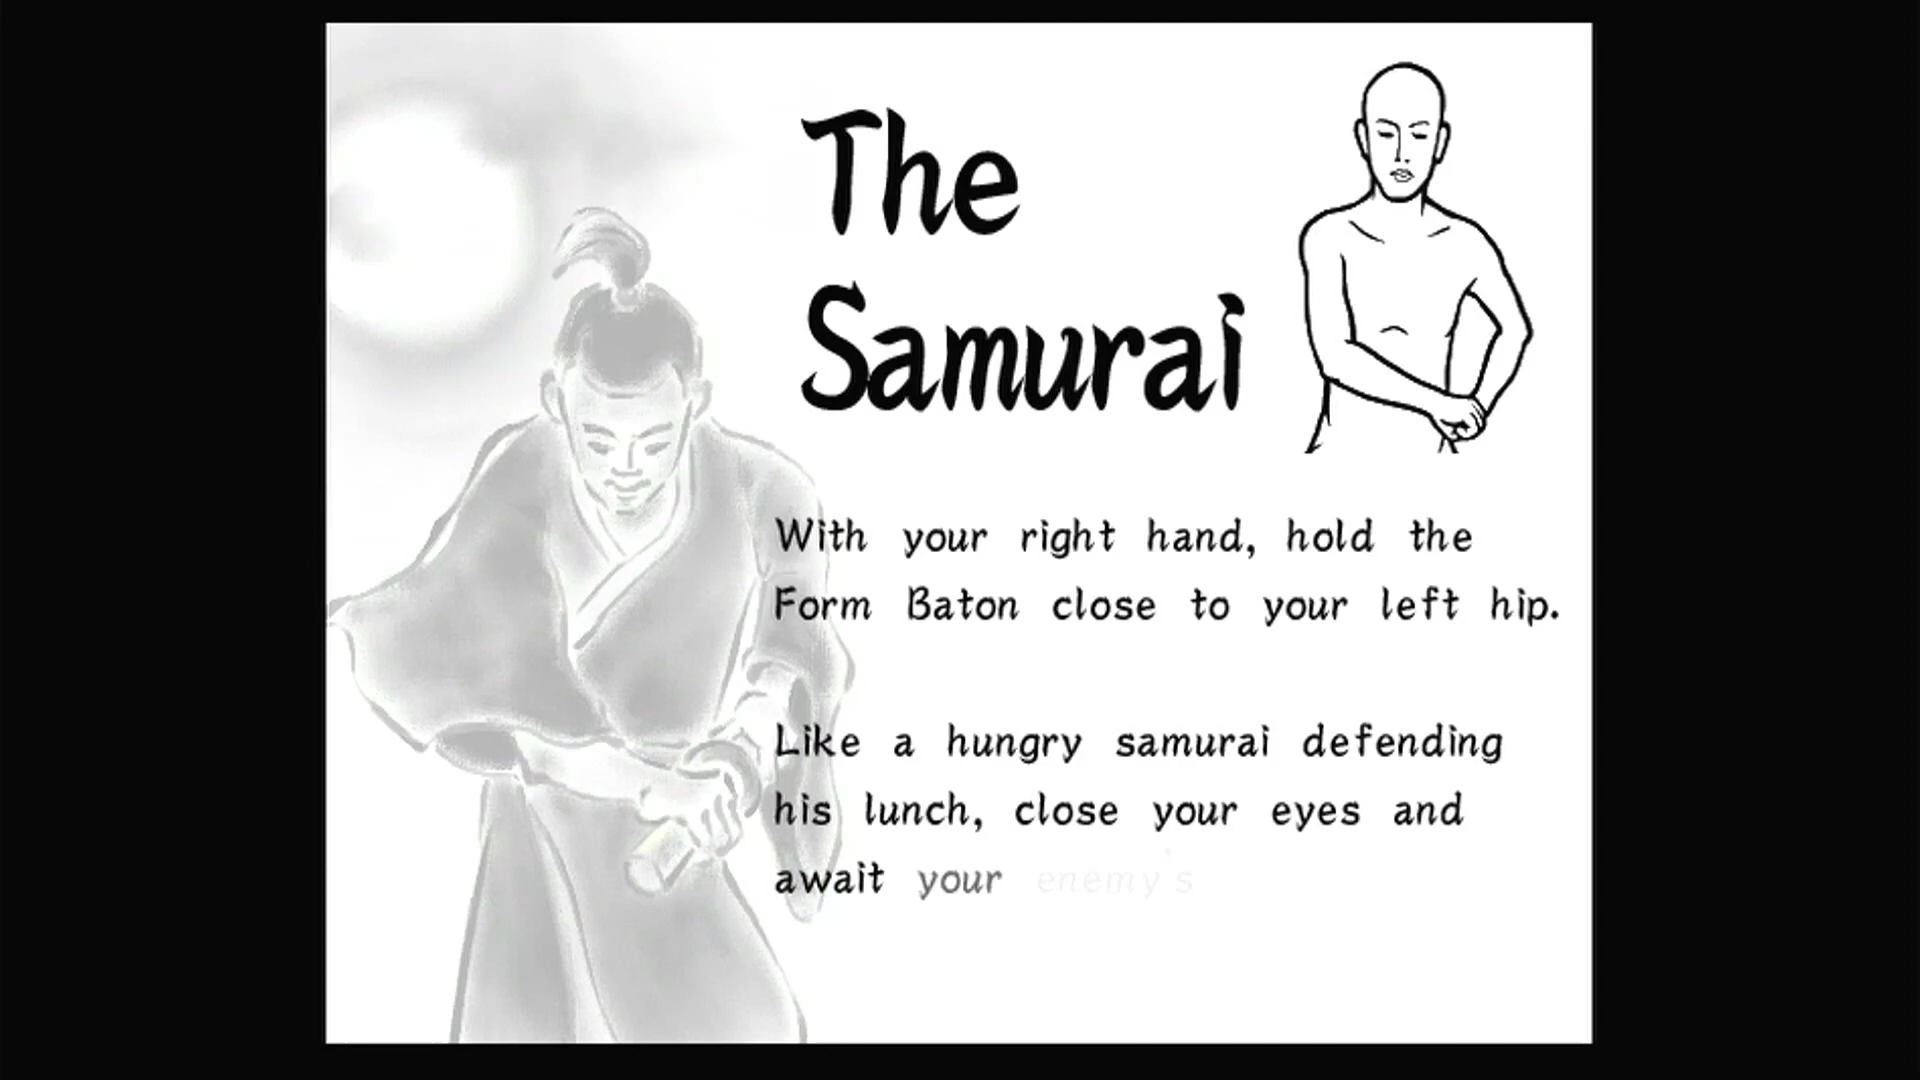 The
Samurai
With your right hand, hold the
Form Baton close to your left hip.
Like a hungry samurai defending
his lunch, close your eyes and
await your enemy's